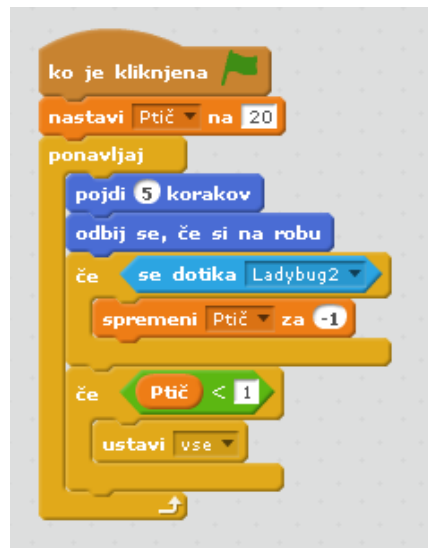 ko je kliknjena
nastavi Ptič na 20
ponavljaj
pojdi 5 korakov
odbij se, če si na robu
če se dotika Ladybug2
spremeni Ptič za -1
če Ptič < 1
ustavi vse